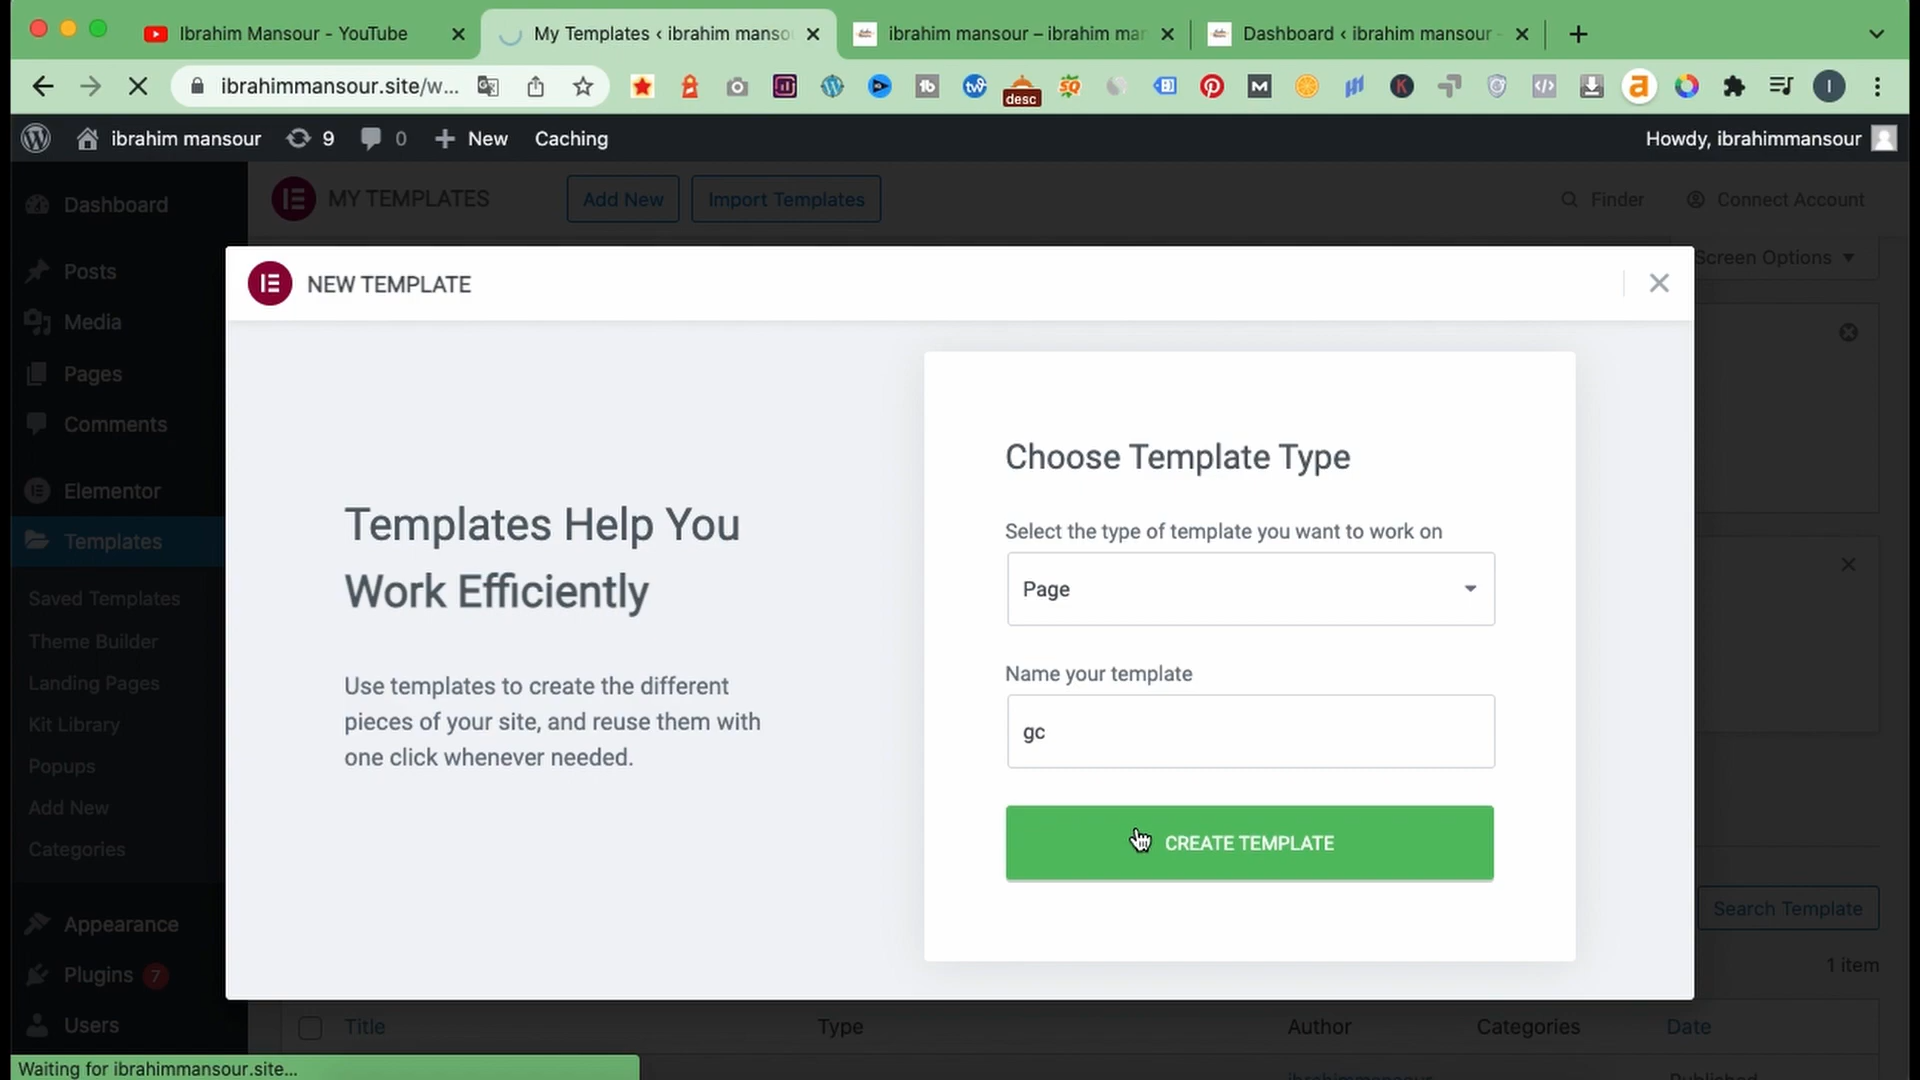 Ibrahim Mansour - YouTube
My Templates ‹ ibrahim manso
ibrahim mansour – ibrahim mar
Dashboard ‹ ibrahim mansour -
ibrahimmansour.site/w...
desc
ibrahim mansour
9
0
New
Caching
Howdy, ibrahimmansour
Dashboard
MY TEMPLATES
Add New
Import Templates
Finder
Connect Account
Screen Options
Posts
Media
Pages
Comments
Elementor
Templates
Saved Templates
Theme Builder
Landing Pages
Kit Library
Popups
Add New
Categories
Appearance
Plugins 7
Users
NEW TEMPLATE
Templates Help You
Work Efficiently
Use templates to create the different
pieces of your site, and reuse them with
one click whenever needed.
Choose Template Type
Select the type of template you want to work on
Page
Name your template
gc
CREATE TEMPLATE
Search Template
1 item
Title
Type
Author
Categories
Date
ibrahimmansour
Published
Waiting for ibrahimmansour.site...